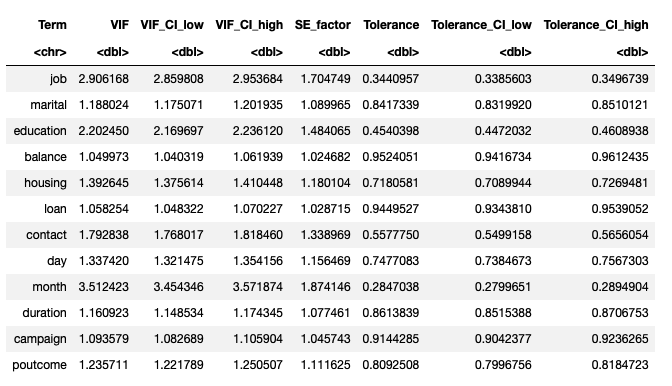 Term VIF VIF_CI_low VIF_CI_high SE_factor Tolerance Tolerance_CI_low Tolerance_CI_high
<chr> <dbl> <dbl> <dbl> <dbl> <dbl> <dbl> <dbl>
job 2.906168 2.859808 2.953684 1.704749 0.3440957 0.3385603 0.3496739
marital 1.188024 1.175071 1.201935 1.089965 0.8417339 0.8319920 0.8510121
education 2.202450 2.169697 2.236120 1.484065 0.4540398 0.4472032 0.4608938
balance 1.049973 1.040319 1.061939 1.024682 0.9524051 0.9416734 0.9612435
housing 1.392645 1.375614 1.410448 1.180104 0.7180581 0.7089944 0.7269481
loan 1.058254 1.048322 1.070227 1.028715 0.9449527 0.9343810 0.9539052
contact 1.792838 1.768017 1.818460 1.338969 0.5577750 0.5499158 0.5656054
day 1.337420 1.321475 1.354156 1.156469 0.7477083 0.7384673 0.7567303
month 3.512423 3.454346 3.571874 1.874146 0.2847038 0.2799651 0.2894904
duration 1.160923 1.148534 1.174345 1.077461 0.8613839 0.8515388 0.8706753
campaign 1.093579 1.082689 1.105904 1.045743 0.9144285 0.9042377 0.9236265
poutcome 1.235711 1.221789 1.250507 1.111625 0.8092508 0.7996756 0.8184723